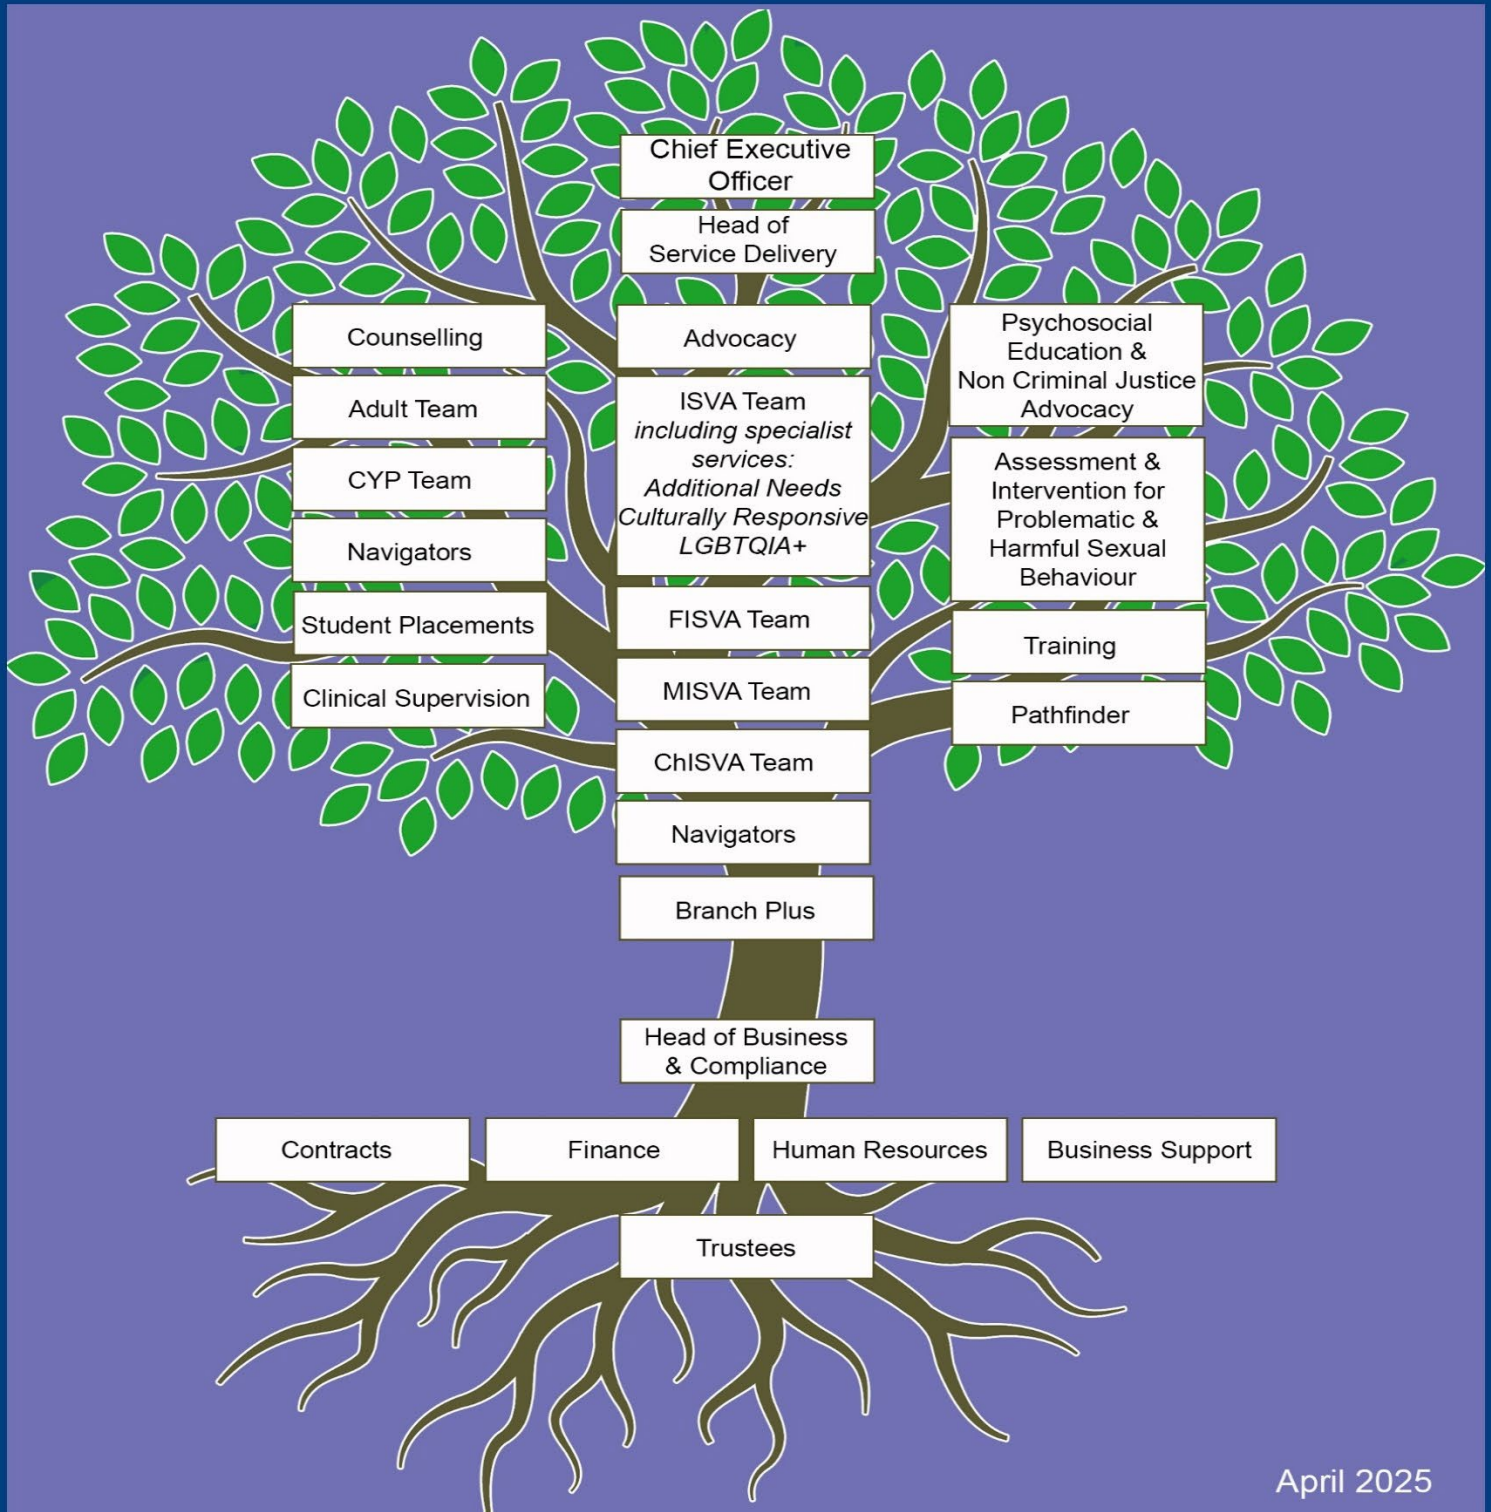 Chief Executive
Officer
Head of
Service Delivery
Counselling
Adult Team
CYP Team
Navigators
Student Placements
Clinical Supervision
Advocacy
ISVA Team
including specialist
services:
Additional Needs
Culturally Responsive
LGBTQIA+
FISVA Team
MISVA Team
ChISVA Team
Navigators
Branch Plus
Psychosocial
Education &
Non Criminal Justice
Advocacy
Assessment &
Intervention for
Problematic &
Harmful Sexual
Behaviour
Training
Pathfinder
Head of Business
& Compliance
Contracts
Finance
Human Resources
Business Support
Trustees
April 2025